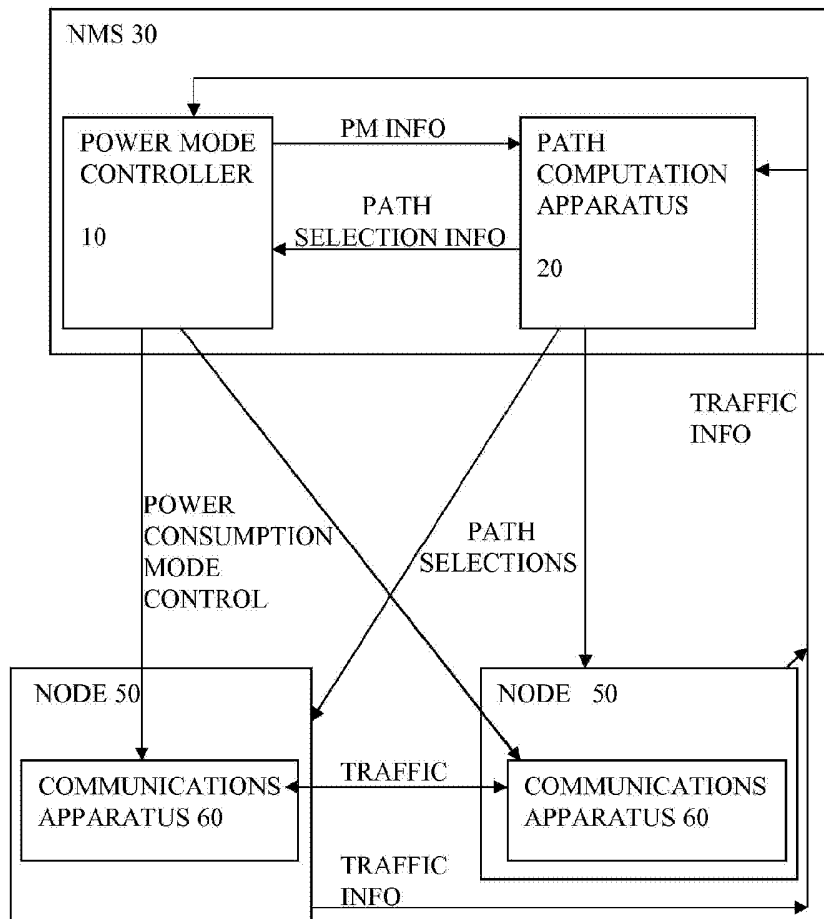 NMS 30
POWER MODE
CONTROLLER
10
PM INFO
PATH
SELECTION INFO
PATH
COMPUTATION
APPARATUS
20
TRAFFIC
INFO
POWER
CONSUMPTION
MODE
CONTROL
PATH
SELECTIONS
NODE 50
COMMUNICATIONS
APPARATUS 60
TRAFFIC
NODE 50
COMMUNICATIONS
APPARATUS 60
TRAFFIC
INFO